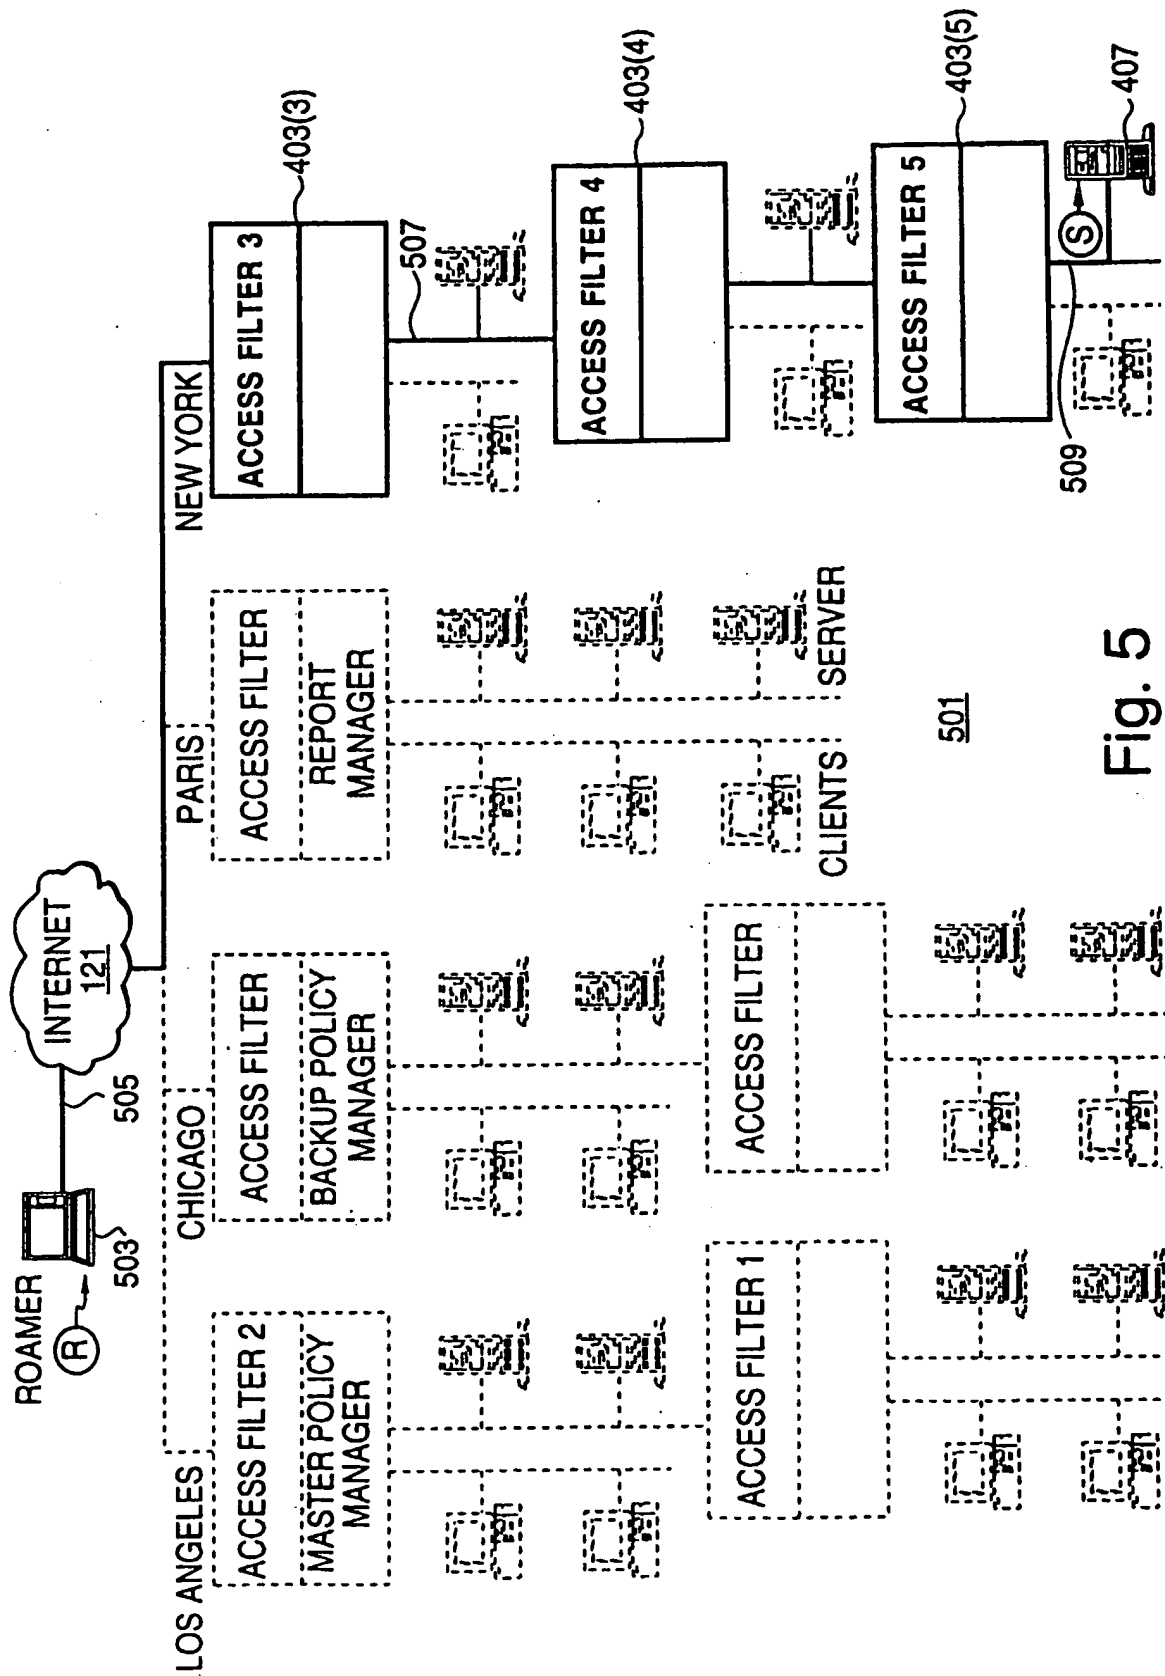 ROAMER
R
503
505
INTERNET
121
LOS ANGELES
CHICAGO
PARIS
NEW YORK
ACCESS FILTER 2
MASTER POLICY
MANAGER
ACCESS FILTER
BACKUP POLICY
MANAGER
ACCESS FILTER
REPORT
MANAGER
ACCESS FILTER 3
403(3)
507
ACCESS FILTER 4
403(4)
ACCESS FILTER 1
ACCESS FILTER
CLIENTS
SERVER
ACCESS FILTER 5
403(5)
501
509
S
407
Fig. 5